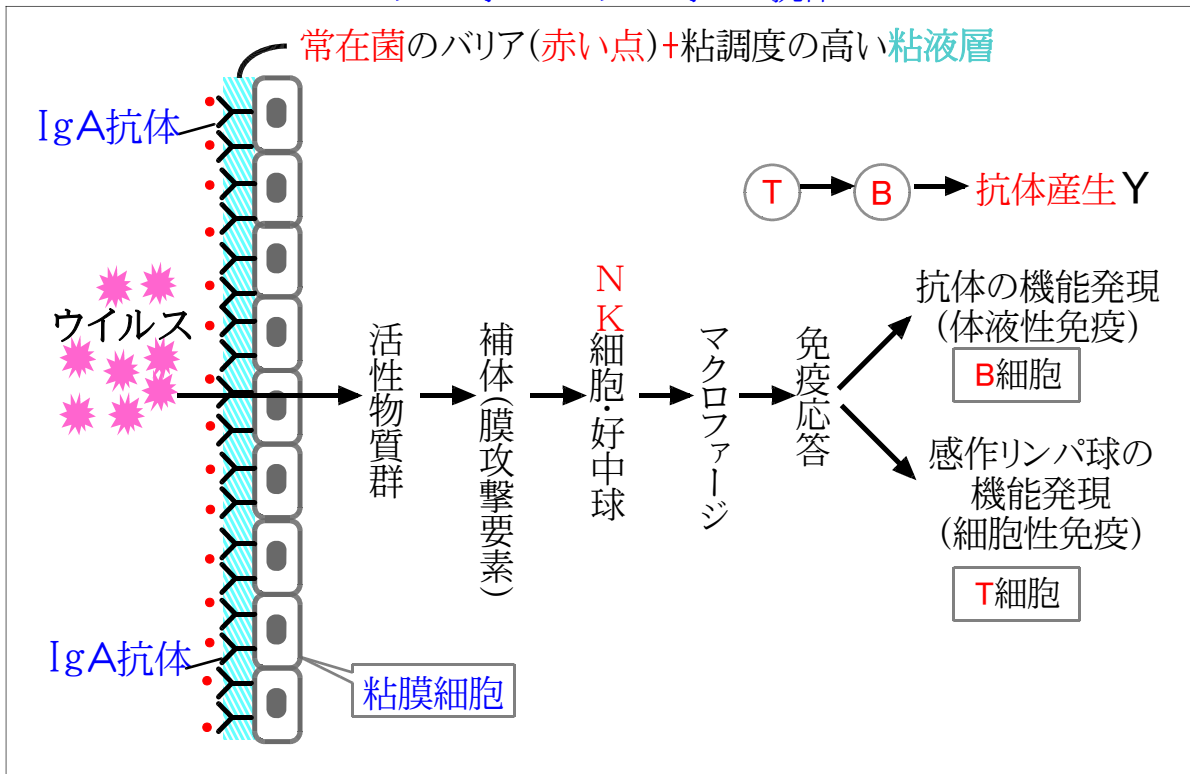 常在菌のバリア(赤い点)+粘調度の高い粘液層
IgA抗体
T
B
抗体産生Y
ウイルス
活性物質群
補体(膜攻撃要素)
NK細胞・好中球
マクロファージ
免疫応答
抗体の機能発現
(体液性免疫)
B細胞
感作リンパ球の
機能発現
(細胞性免疫)
T細胞
IgA抗体
粘膜細胞